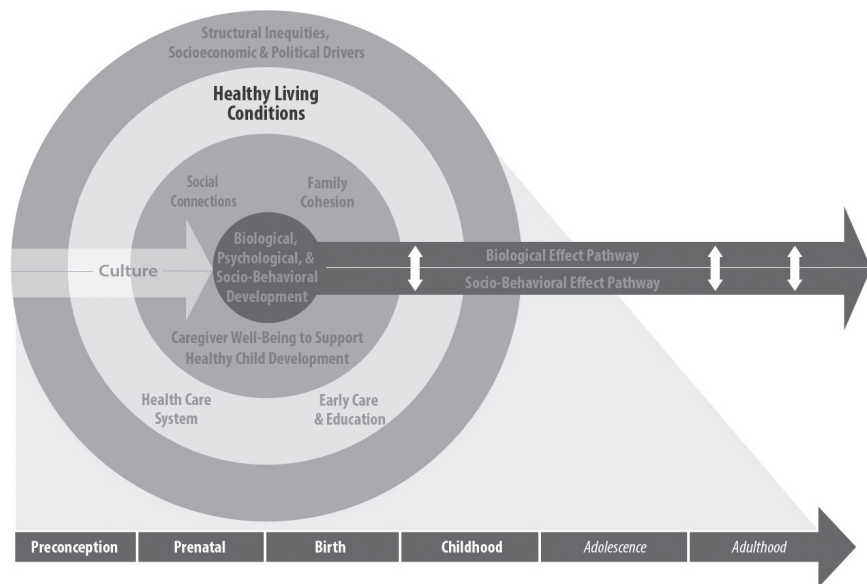 Structural Inequities,
Socioeconomic & Political Drivers
Healthy Living
Conditions
Social
Connections
Family
Cohesion
Culture
Biological,
Psychological, &
Socio-Behavioral
Development
Biological Effect Pathway
Socio-Behavioral Effect Pathway
Caregiver Well-Being to Support
Healthy Child Development
Health Care
System
Early Care
& Education
Preconception
Prenatal
Birth
Childhood
Adolescence
Adulthood